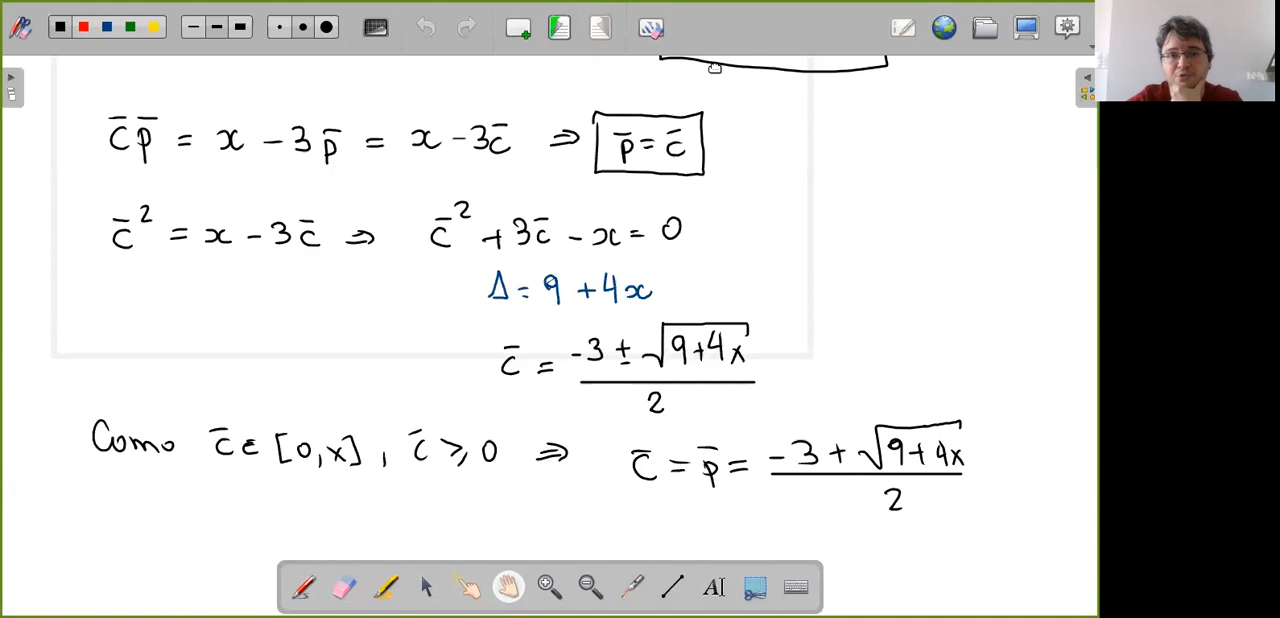 c̄ p̄ = x - 3p̄ = x - 3c̄ ⇒ p̄ = c̄
c̄² = x - 3c̄ ⇒ c̄² + 3c̄ - x = 0
Δ = 9 + 4x
c̄ = (-3 ± √(9+4x)) / 2
Como c̄ ∈ [0,x], c̄ ⩾ 0 ⇒ c̄ = p̄ = (-3 + √(9+4x)) / 2
AI